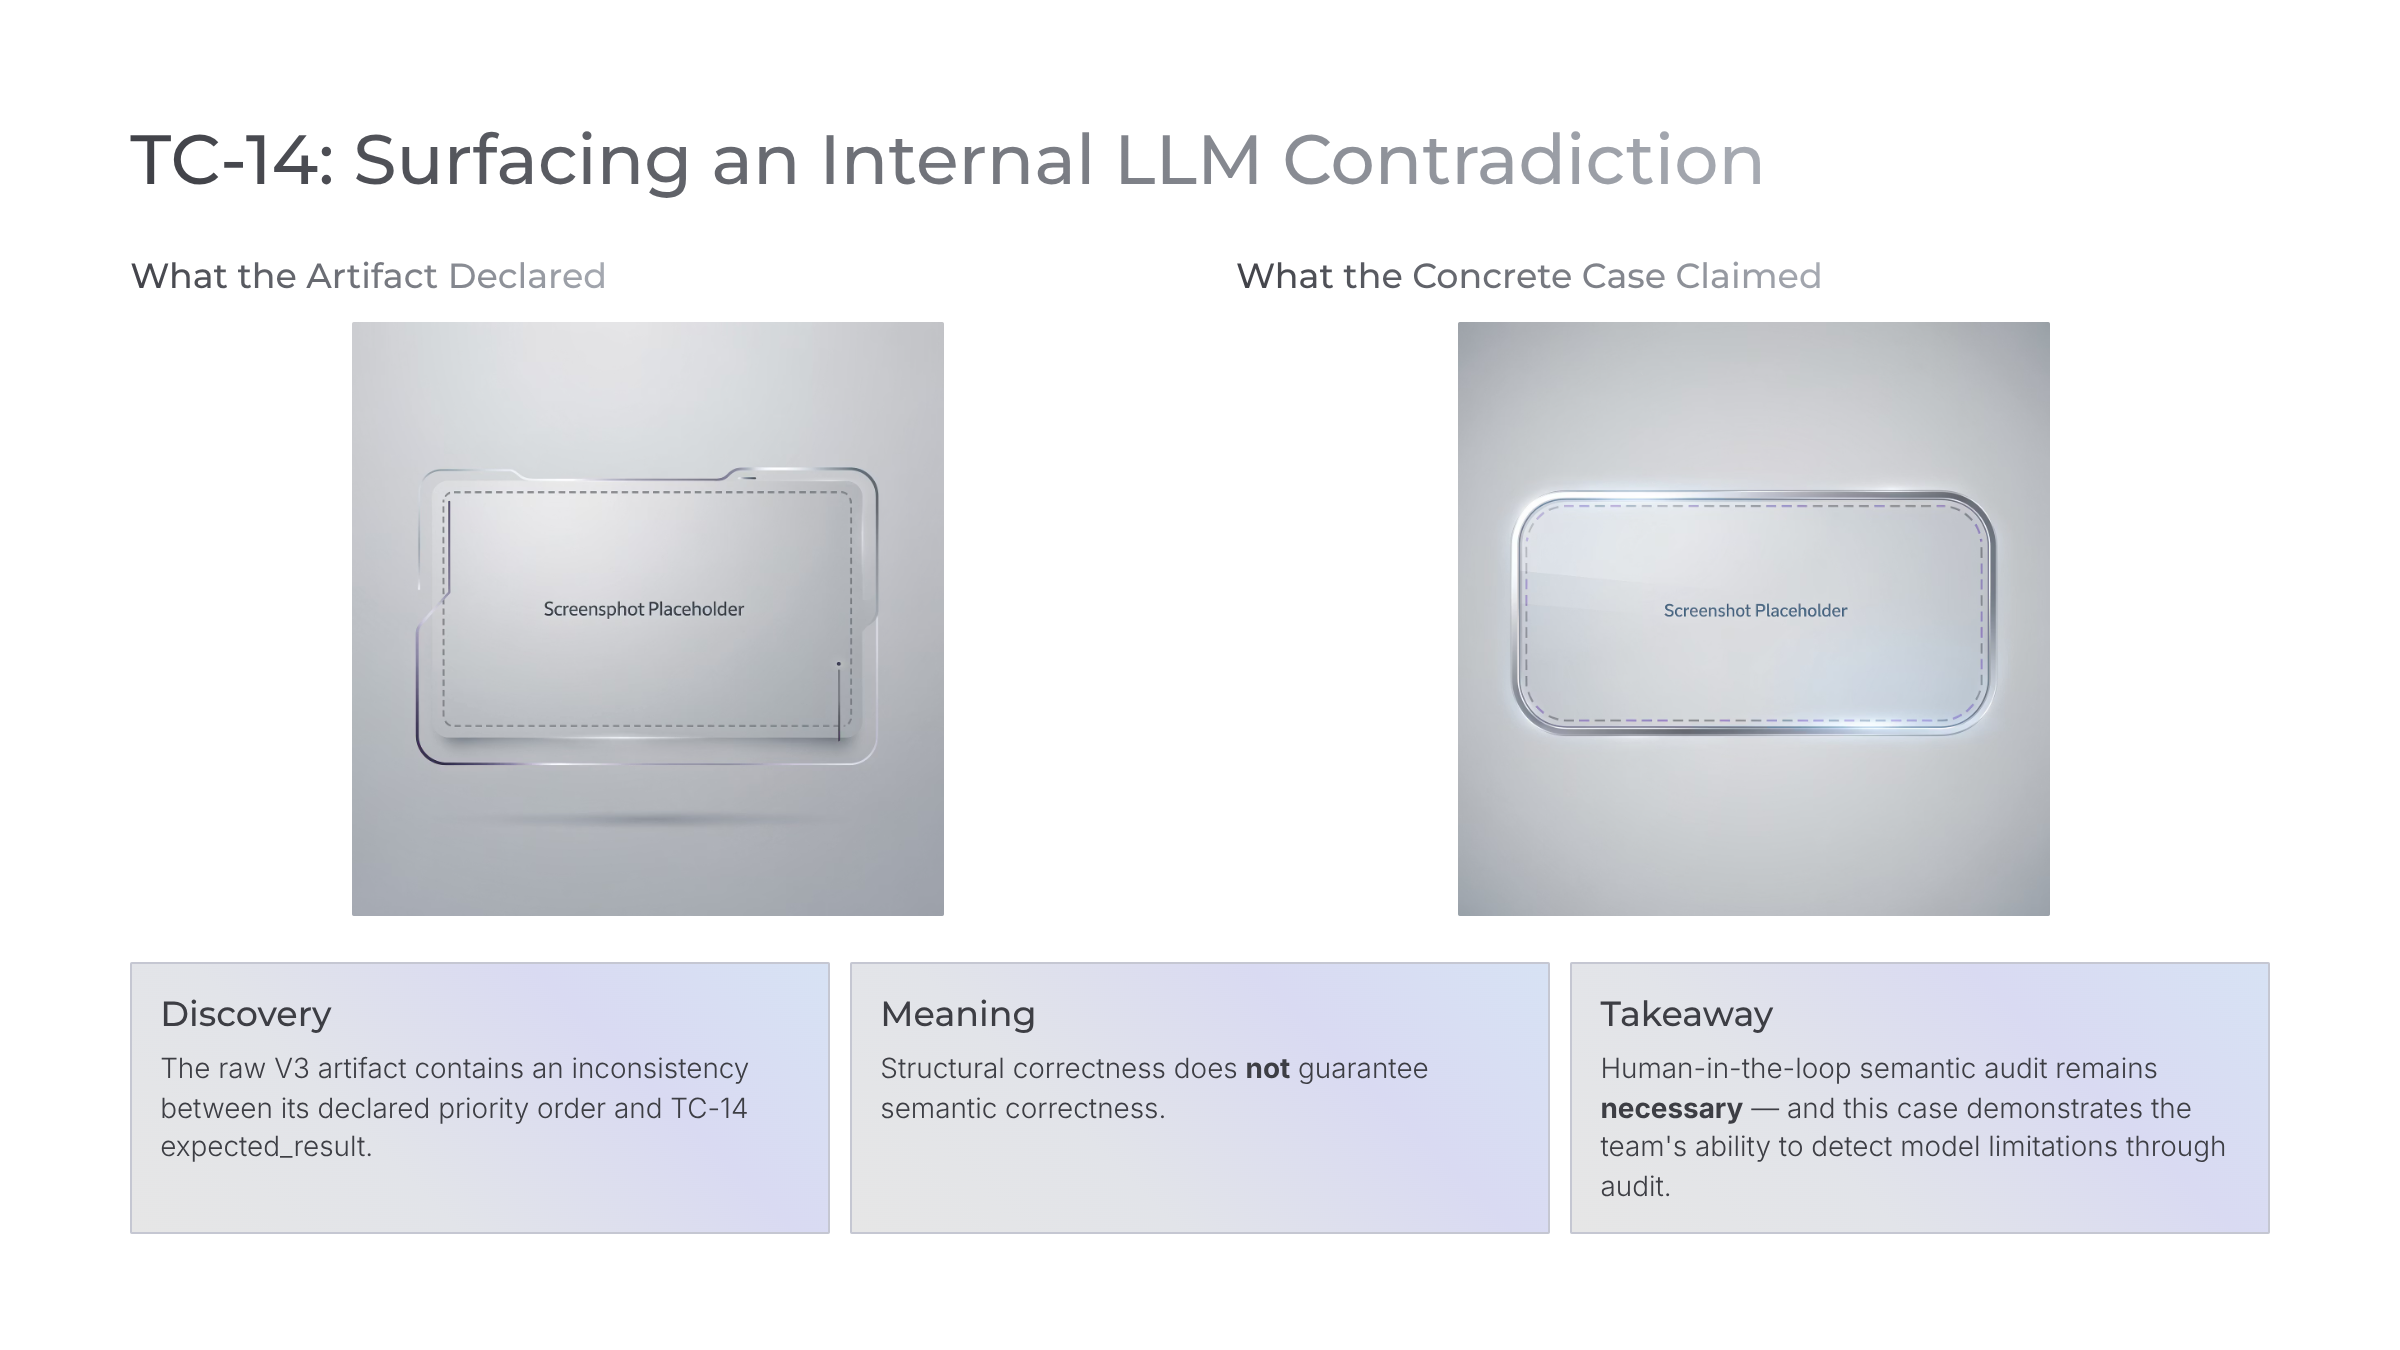 TC-14: Surfacing an Internal LLM Contradiction
What the Artifact Declared
Screensphot Placeholder
What the Concrete Case Claimed
Screenshot Placeholder
Discovery
The raw V3 artifact contains an inconsistency
between its declared priority order and TC-14
expected_result.
Meaning
Structural correctness does not guarantee
semantic correctness.
Takeaway
Human-in-the-loop semantic audit remains
necessary — and this case demonstrates the
team's ability to detect model limitations through
audit.